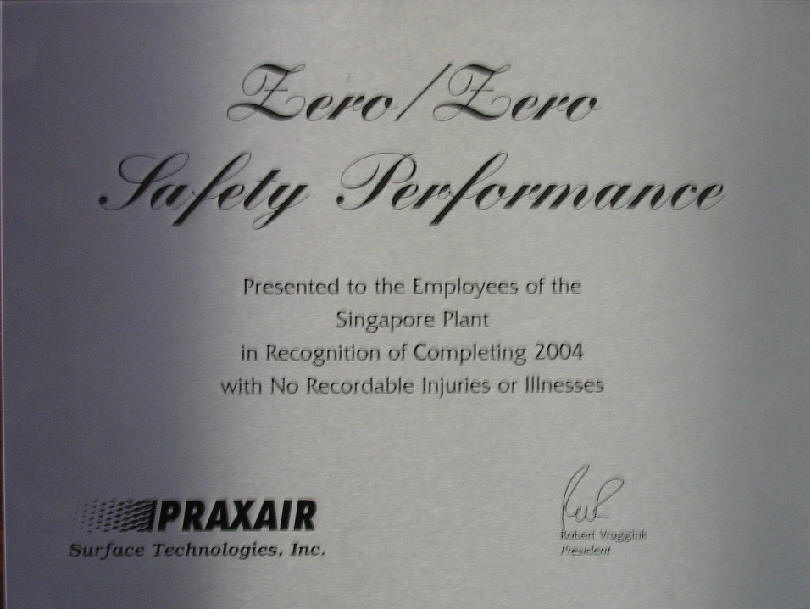 Zero/Zero
Safety Performance
Presented to the Employees of the
Singapore Plant
in Recognition of Completing 2004
with No Recordable Injuries or Illnesses
PRAXAIR
Surface Technologies, Inc.
Robert
President